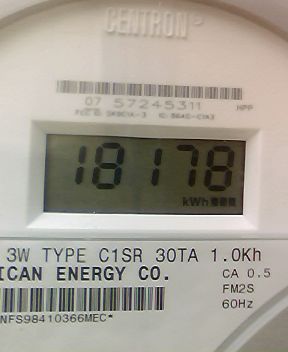 CENTRON®
07 57245311 HPP
18178
kWh
3W TYPE C1SR 30TA 1.0Kh
ICAN ENERGY CO. CA 0.5
FM2S
60Hz
NFS98410366MEC*